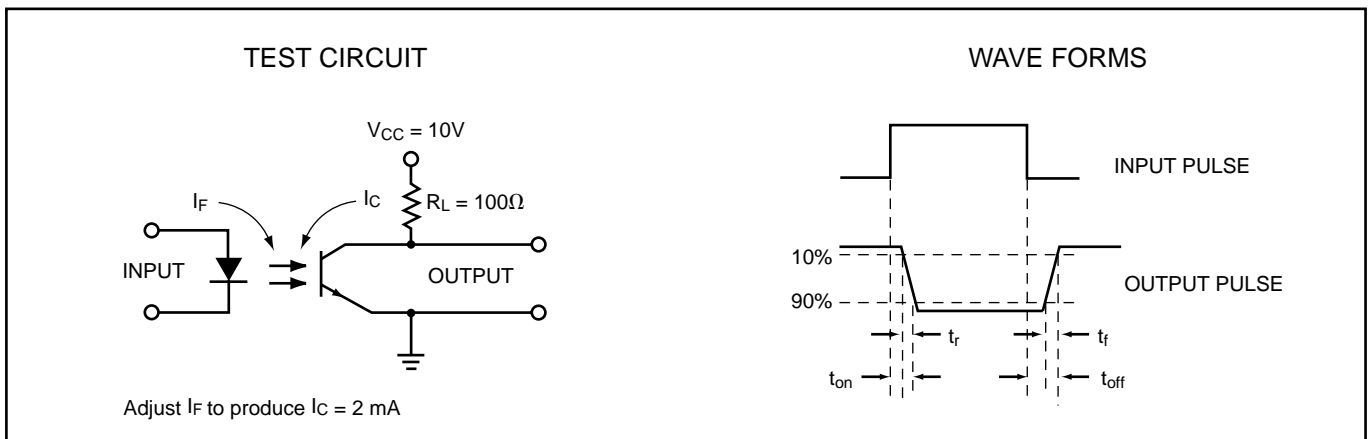 TEST CIRCUIT
VCC = 10V
IF
IC
RL = 100Ω
INPUT
OUTPUT
Adjust IF to produce IC = 2 mA
WAVE FORMS
INPUT PULSE
10%
90%
OUTPUT PULSE
tr
tf
ton
toff